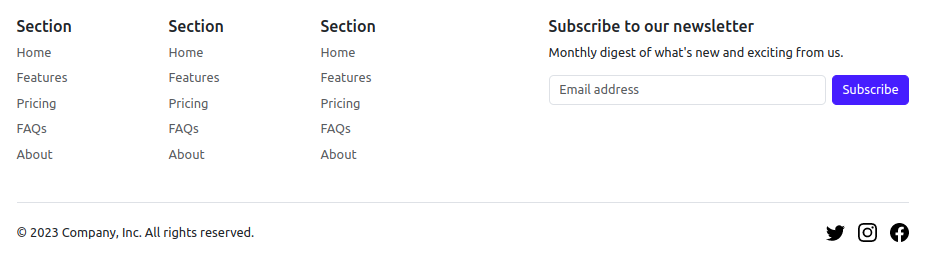 Section
Home
Features
Pricing
FAQs
About
Section
Home
Features
Pricing
FAQs
About
Section
Home
Features
Pricing
FAQs
About
Subscribe to our newsletter
Monthly digest of what's new and exciting from us.
Email address
Subscribe
© 2023 Company, Inc. All rights reserved.